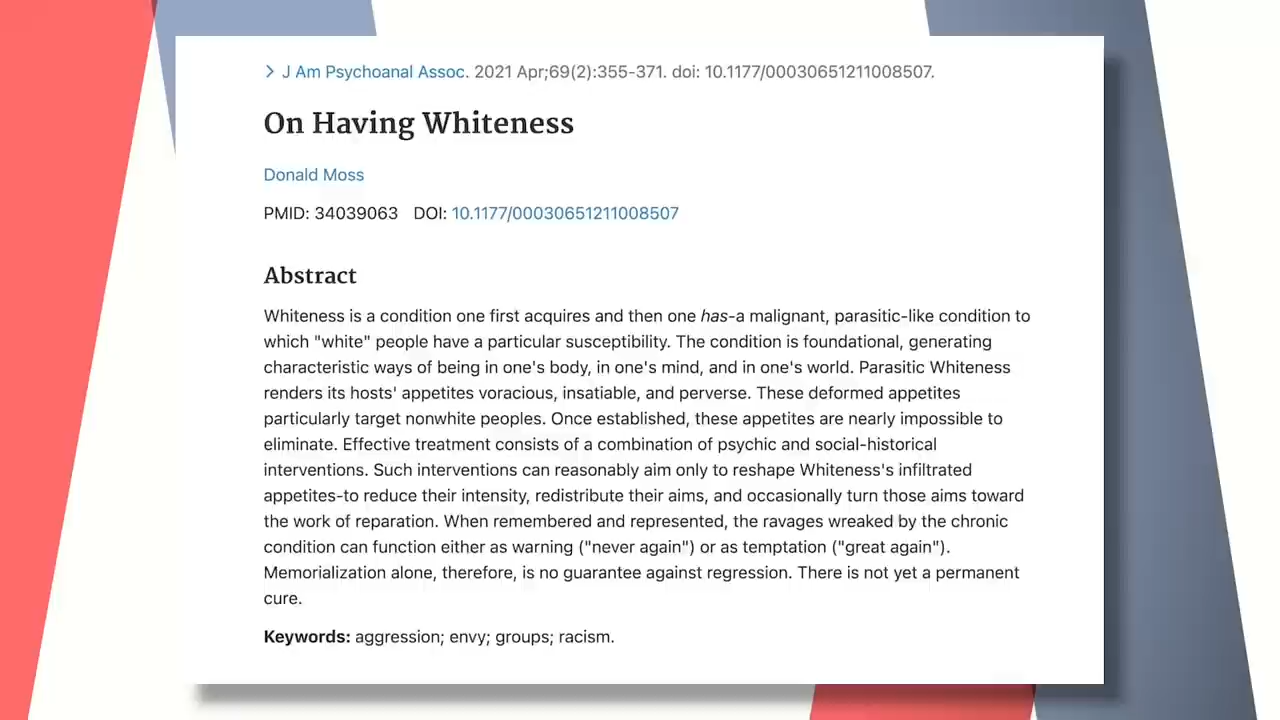 > J Am Psychoanal Assoc. 2021 Apr;69(2):355-371. doi: 10.1177/00030651211008507.
On Having Whiteness
Donald Moss
PMID: 34039063 DOI: 10.1177/00030651211008507
Abstract
Whiteness is a condition one first acquires and then one has-a malignant, parasitic-like condition to
which "white" people have a particular susceptibility. The condition is foundational, generating
characteristic ways of being in one's body, in one's mind, and in one's world. Parasitic Whiteness
renders its hosts' appetites voracious, insatiable, and perverse. These deformed appetites
particularly target nonwhite peoples. Once established, these appetites are nearly impossible to
eliminate. Effective treatment consists of a combination of psychic and social-historical
interventions. Such interventions can reasonably aim only to reshape Whiteness's infiltrated
appetites-to reduce their intensity, redistribute their aims, and occasionally turn those aims toward
the work of reparation. When remembered and represented, the ravages wreaked by the chronic
condition can function either as warning ("never again") or as temptation ("great again").
Memorialization alone, therefore, is no guarantee against regression. There is not yet a permanent
cure.
Keywords: aggression; envy; groups; racism.